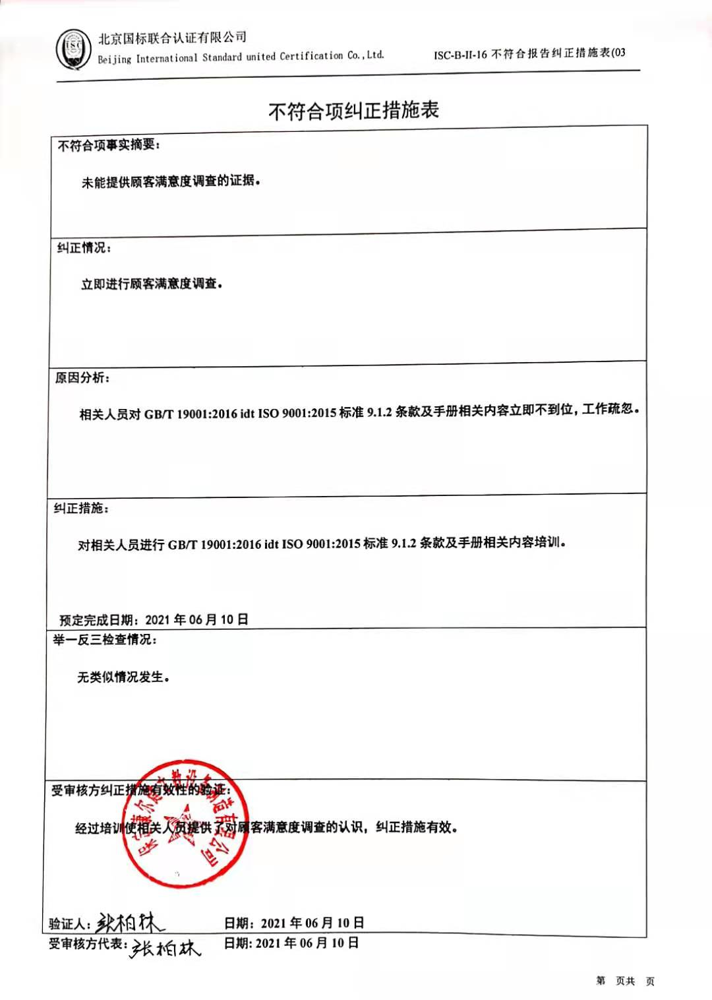 北京国标联合认证有限公司
Beijing International Standard united Certification Co.,Ltd.
ISC-B-II-16 不符合报告纠正措施表(03
ISC
不符合项纠正措施表
不符合项事实摘要：
未能提供顾客满意度调查的证据。
纠正情况：
立即进行顾客满意度调查。
原因分析：
相关人员对 GB/T 19001:2016 idt ISO 9001:2015 标准 9.1.2 条款及手册相关内容立即不到位，工作疏忽。
纠正措施：
对相关人员进行 GB/T 19001:2016 idt ISO 9001:2015 标准 9.1.2 条款及手册相关内容培训。
预定完成日期：2021 年 06 月 10 日
举一反三检查情况：
无类似情况发生。
受审核方纠正措施有效性的验证：
经过培训使相关人员提供了对顾客满意度调查的认识，纠正措施有效。
验证人：张柏林 日期：2021 年 06 月 10 日
受审核方代表：张柏林 日期: 2021 年 06 月 10 日
第 页共 页